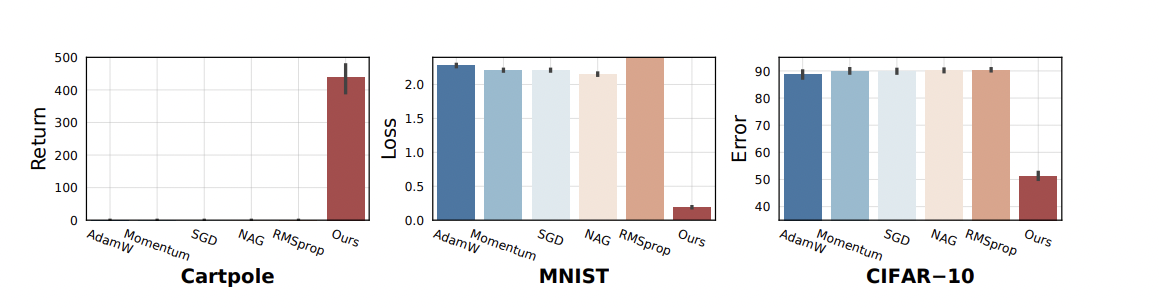 Return
500
400
300
200
100
0
AdamW
Momentum
SGD
NAG
RMSprop
Ours
Cartpole
Loss
2.0
1.5
1.0
0.5
0.0
AdamW
Momentum
SGD
NAG
RMSprop
Ours
MNIST
Error
90
80
70
60
50
40
AdamW
Momentum
SGD
NAG
RMSprop
Ours
CIFAR−10